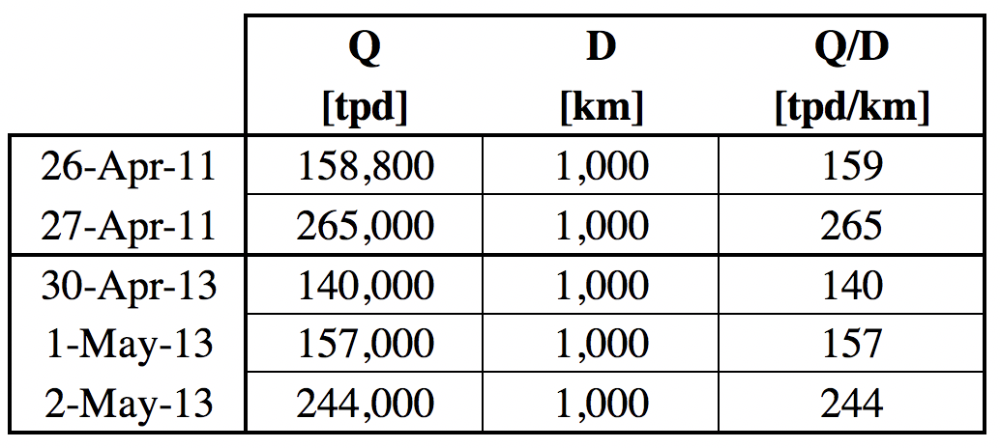 Q D Q/D
[tpd] [km] [tpd/km]
26-Apr-11 158,800 1,000 159
27-Apr-11 265,000 1,000 265
30-Apr-13 140,000 1,000 140
1-May-13 157,000 1,000 157
2-May-13 244,000 1,000 244